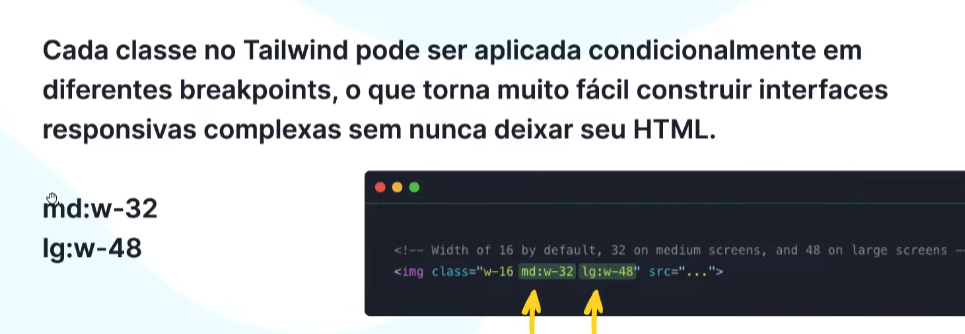 Cada classe no Tailwind pode ser aplicada condicionalmente em
diferentes breakpoints, o que torna muito fácil construir interfaces
responsivas complexas sem nunca deixar seu HTML.
md:w-32
lg:w-48
<!-- Width of 16 by default, 32 on medium screens, and 48 on large screens -
<img class="w-16 md:w-32 lg:w-48" src="...">